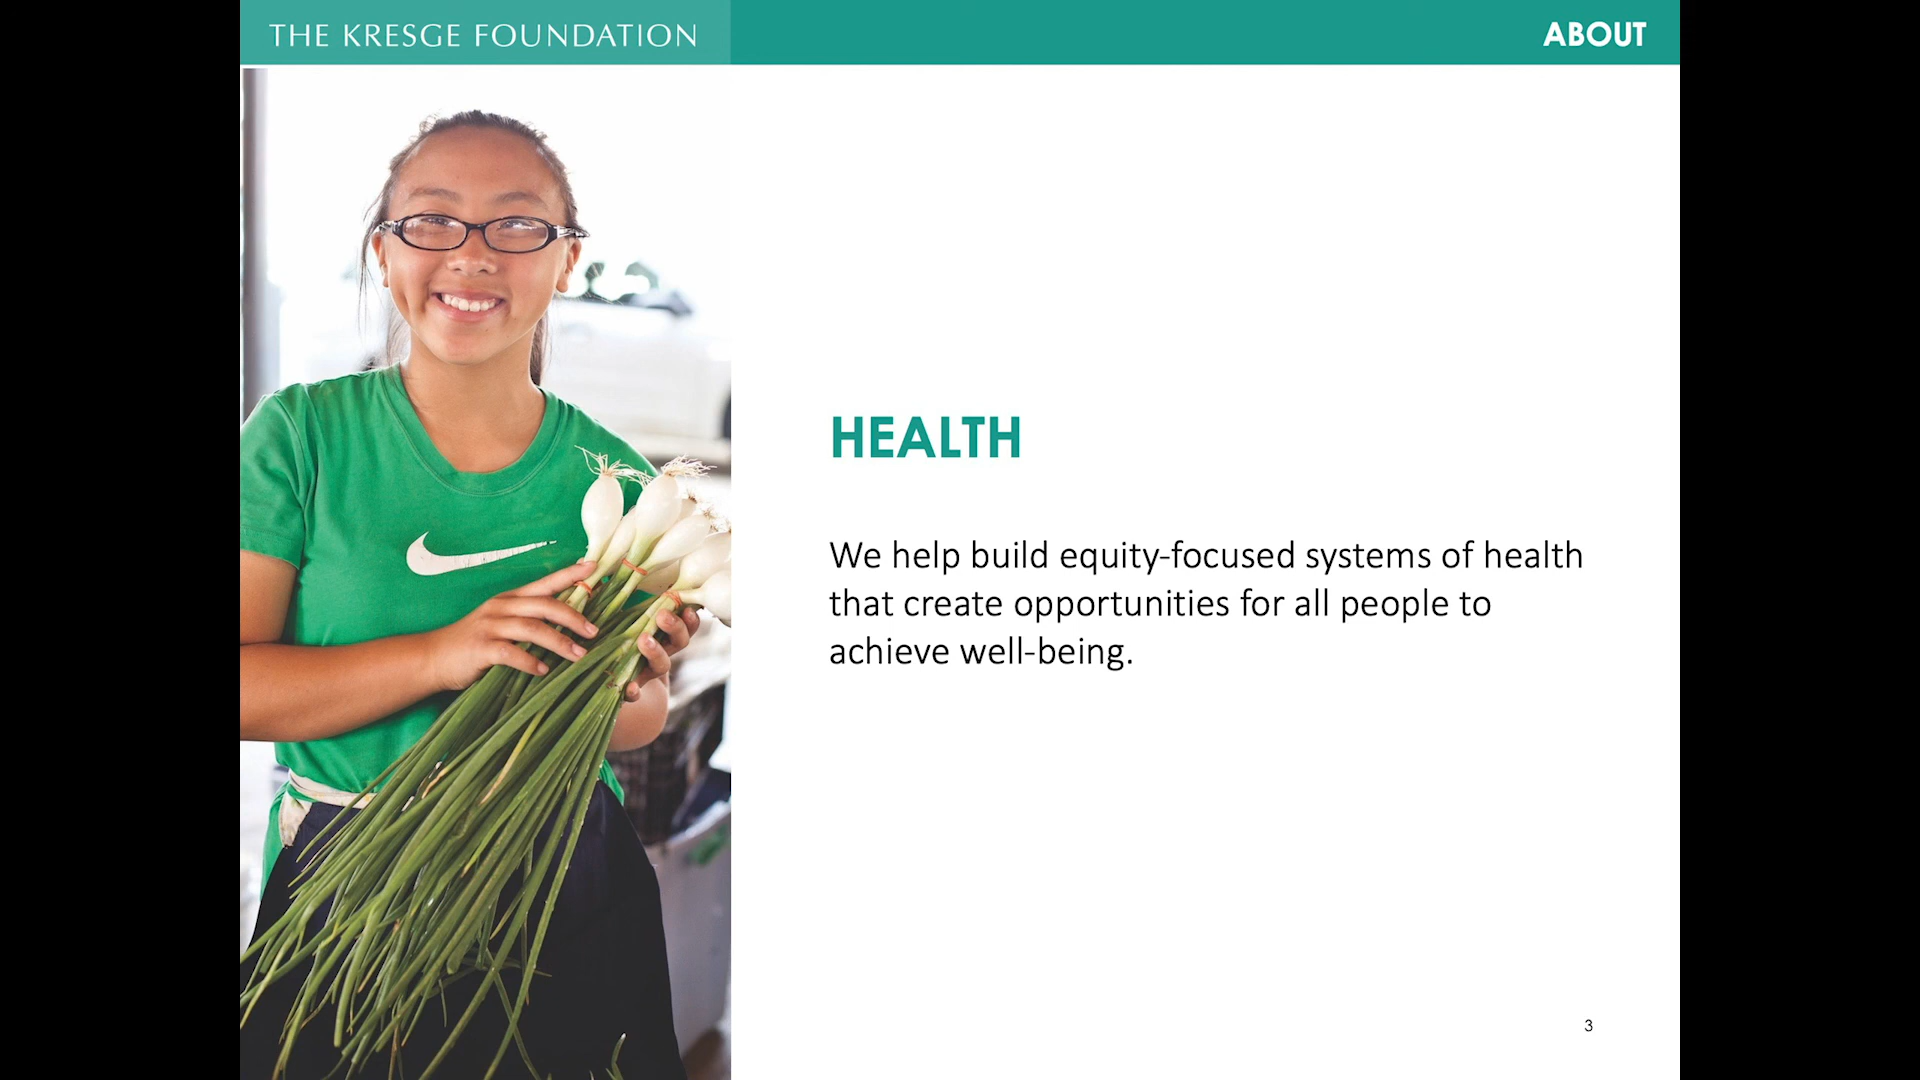 THE KRESGE FOUNDATION
ABOUT
HEALTH
We help build equity-focused systems of health
that create opportunities for all people to
achieve well-being.
3